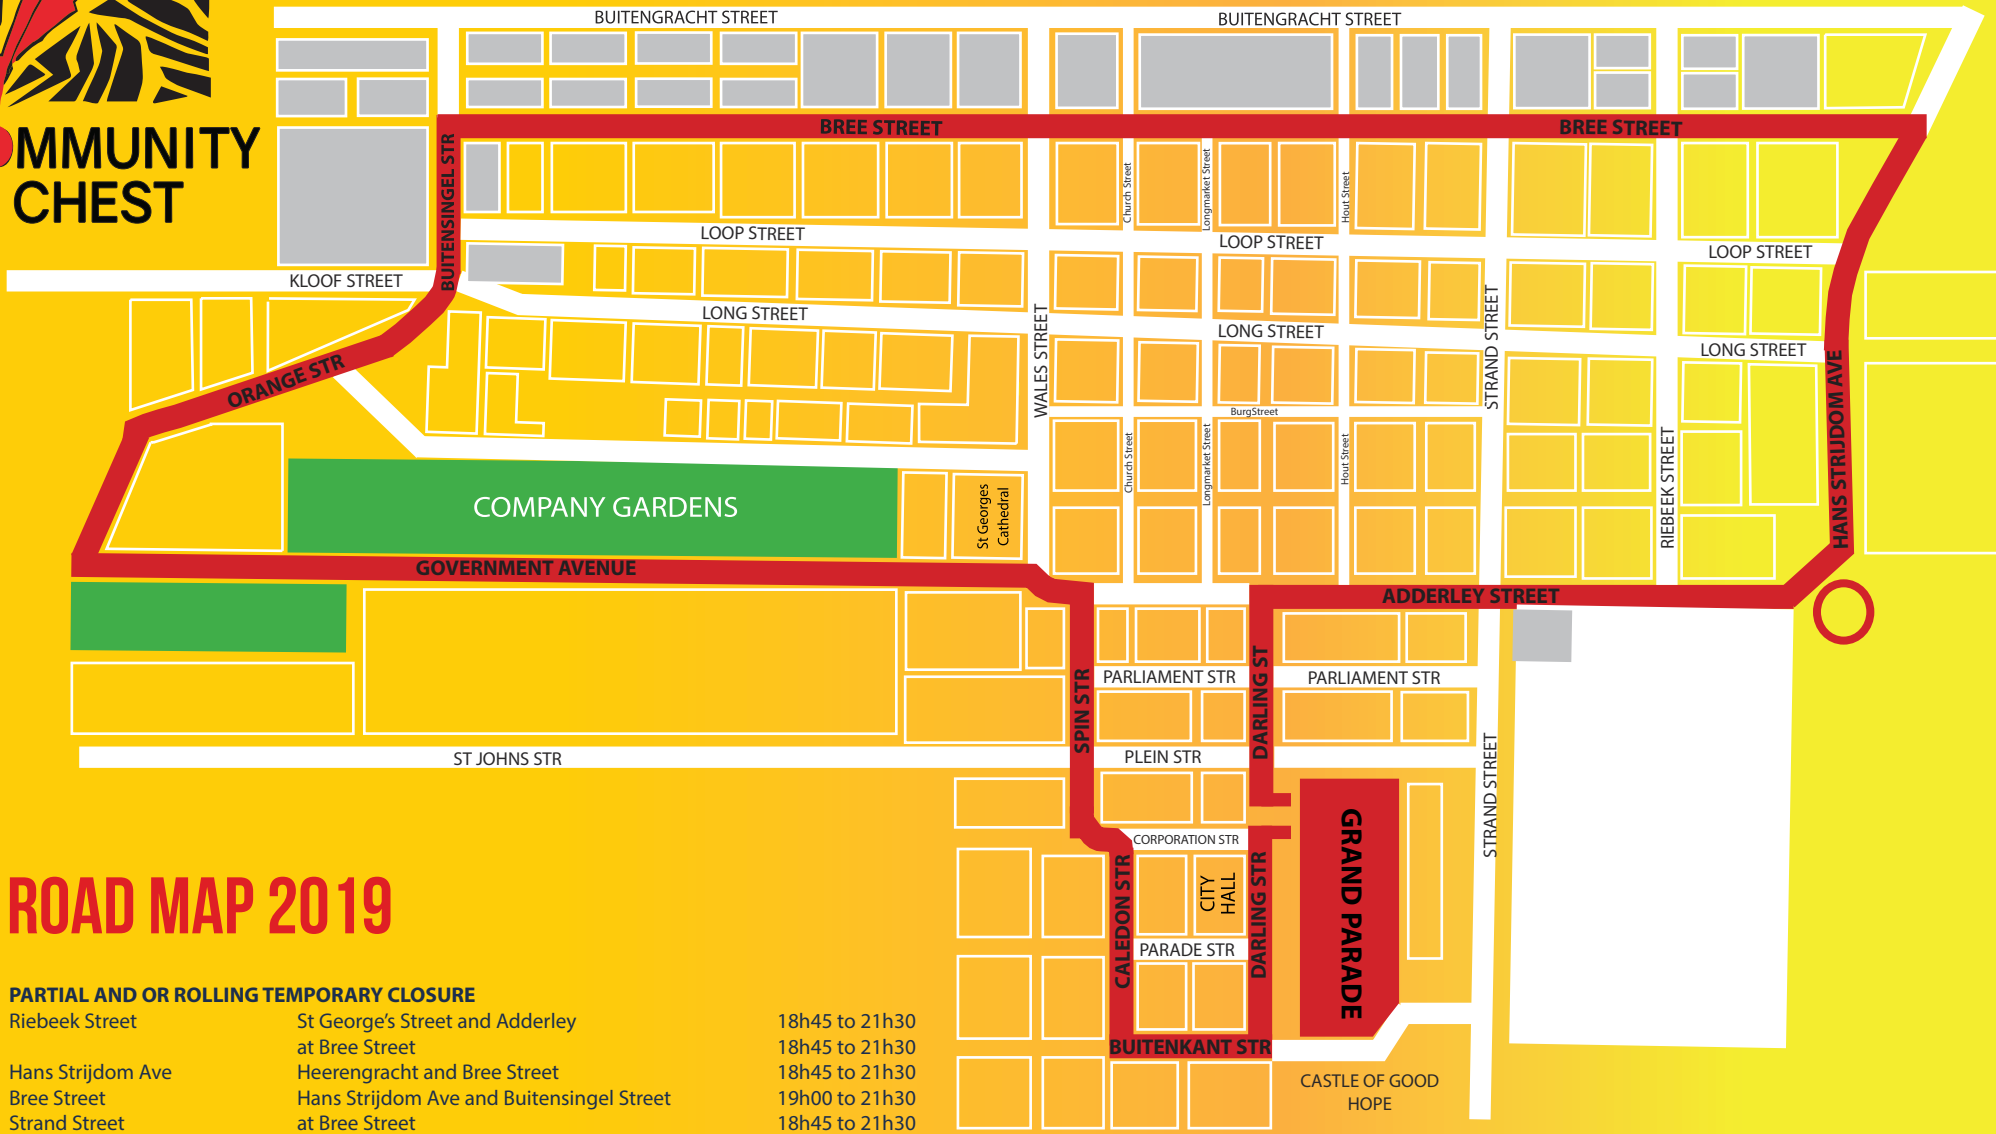 BUITENGRACHT STREET
BUITENGRACHT STREET
OMMUNITY
CHEST
BREE STREET
BREE STREET
BUITENSINGEL STR
Church Street
Longmarket Street
Hout Street
LOOP STREET
LOOP STREET
LOOP STREET
KLOOF STREET
LONG STREET
LONG STREET
LONG STREET
WALES STREET
STRAND STREET
ORANGE STR
BurgStreet
Church Street
Longmarket Street
Hout Street
RIEBEEK STREET
HANS STRIJDOM AVE
COMPANY GARDENS
St Georges
Cathedral
GOVERNMENT AVENUE
ADDERLEY STREET
SPIN STR
PARLIAMENT STR
DARLING ST
PARLIAMENT STR
ST JOHNS STR
PLEIN STR
STRAND STREET
CORPORATION STR
CALEDON STR
CITY
HALL
DARLING STR
GRAND PARADE
PARADE STR
BUITENKANT STR
CASTLE OF GOOD
HOPE
ROAD MAP 2019
PARTIAL AND OR ROLLING TEMPORARY CLOSURE
Riebeek Street St George's Street and Adderley 18h45 to 21h30
at Bree Street 18h45 to 21h30
Hans Strijdom Ave Heerengracht and Bree Street 18h45 to 21h30
Bree Street Hans Strijdom Ave and Buitensingel Street 19h00 to 21h30
Strand Street at Bree Street 18h45 to 21h30